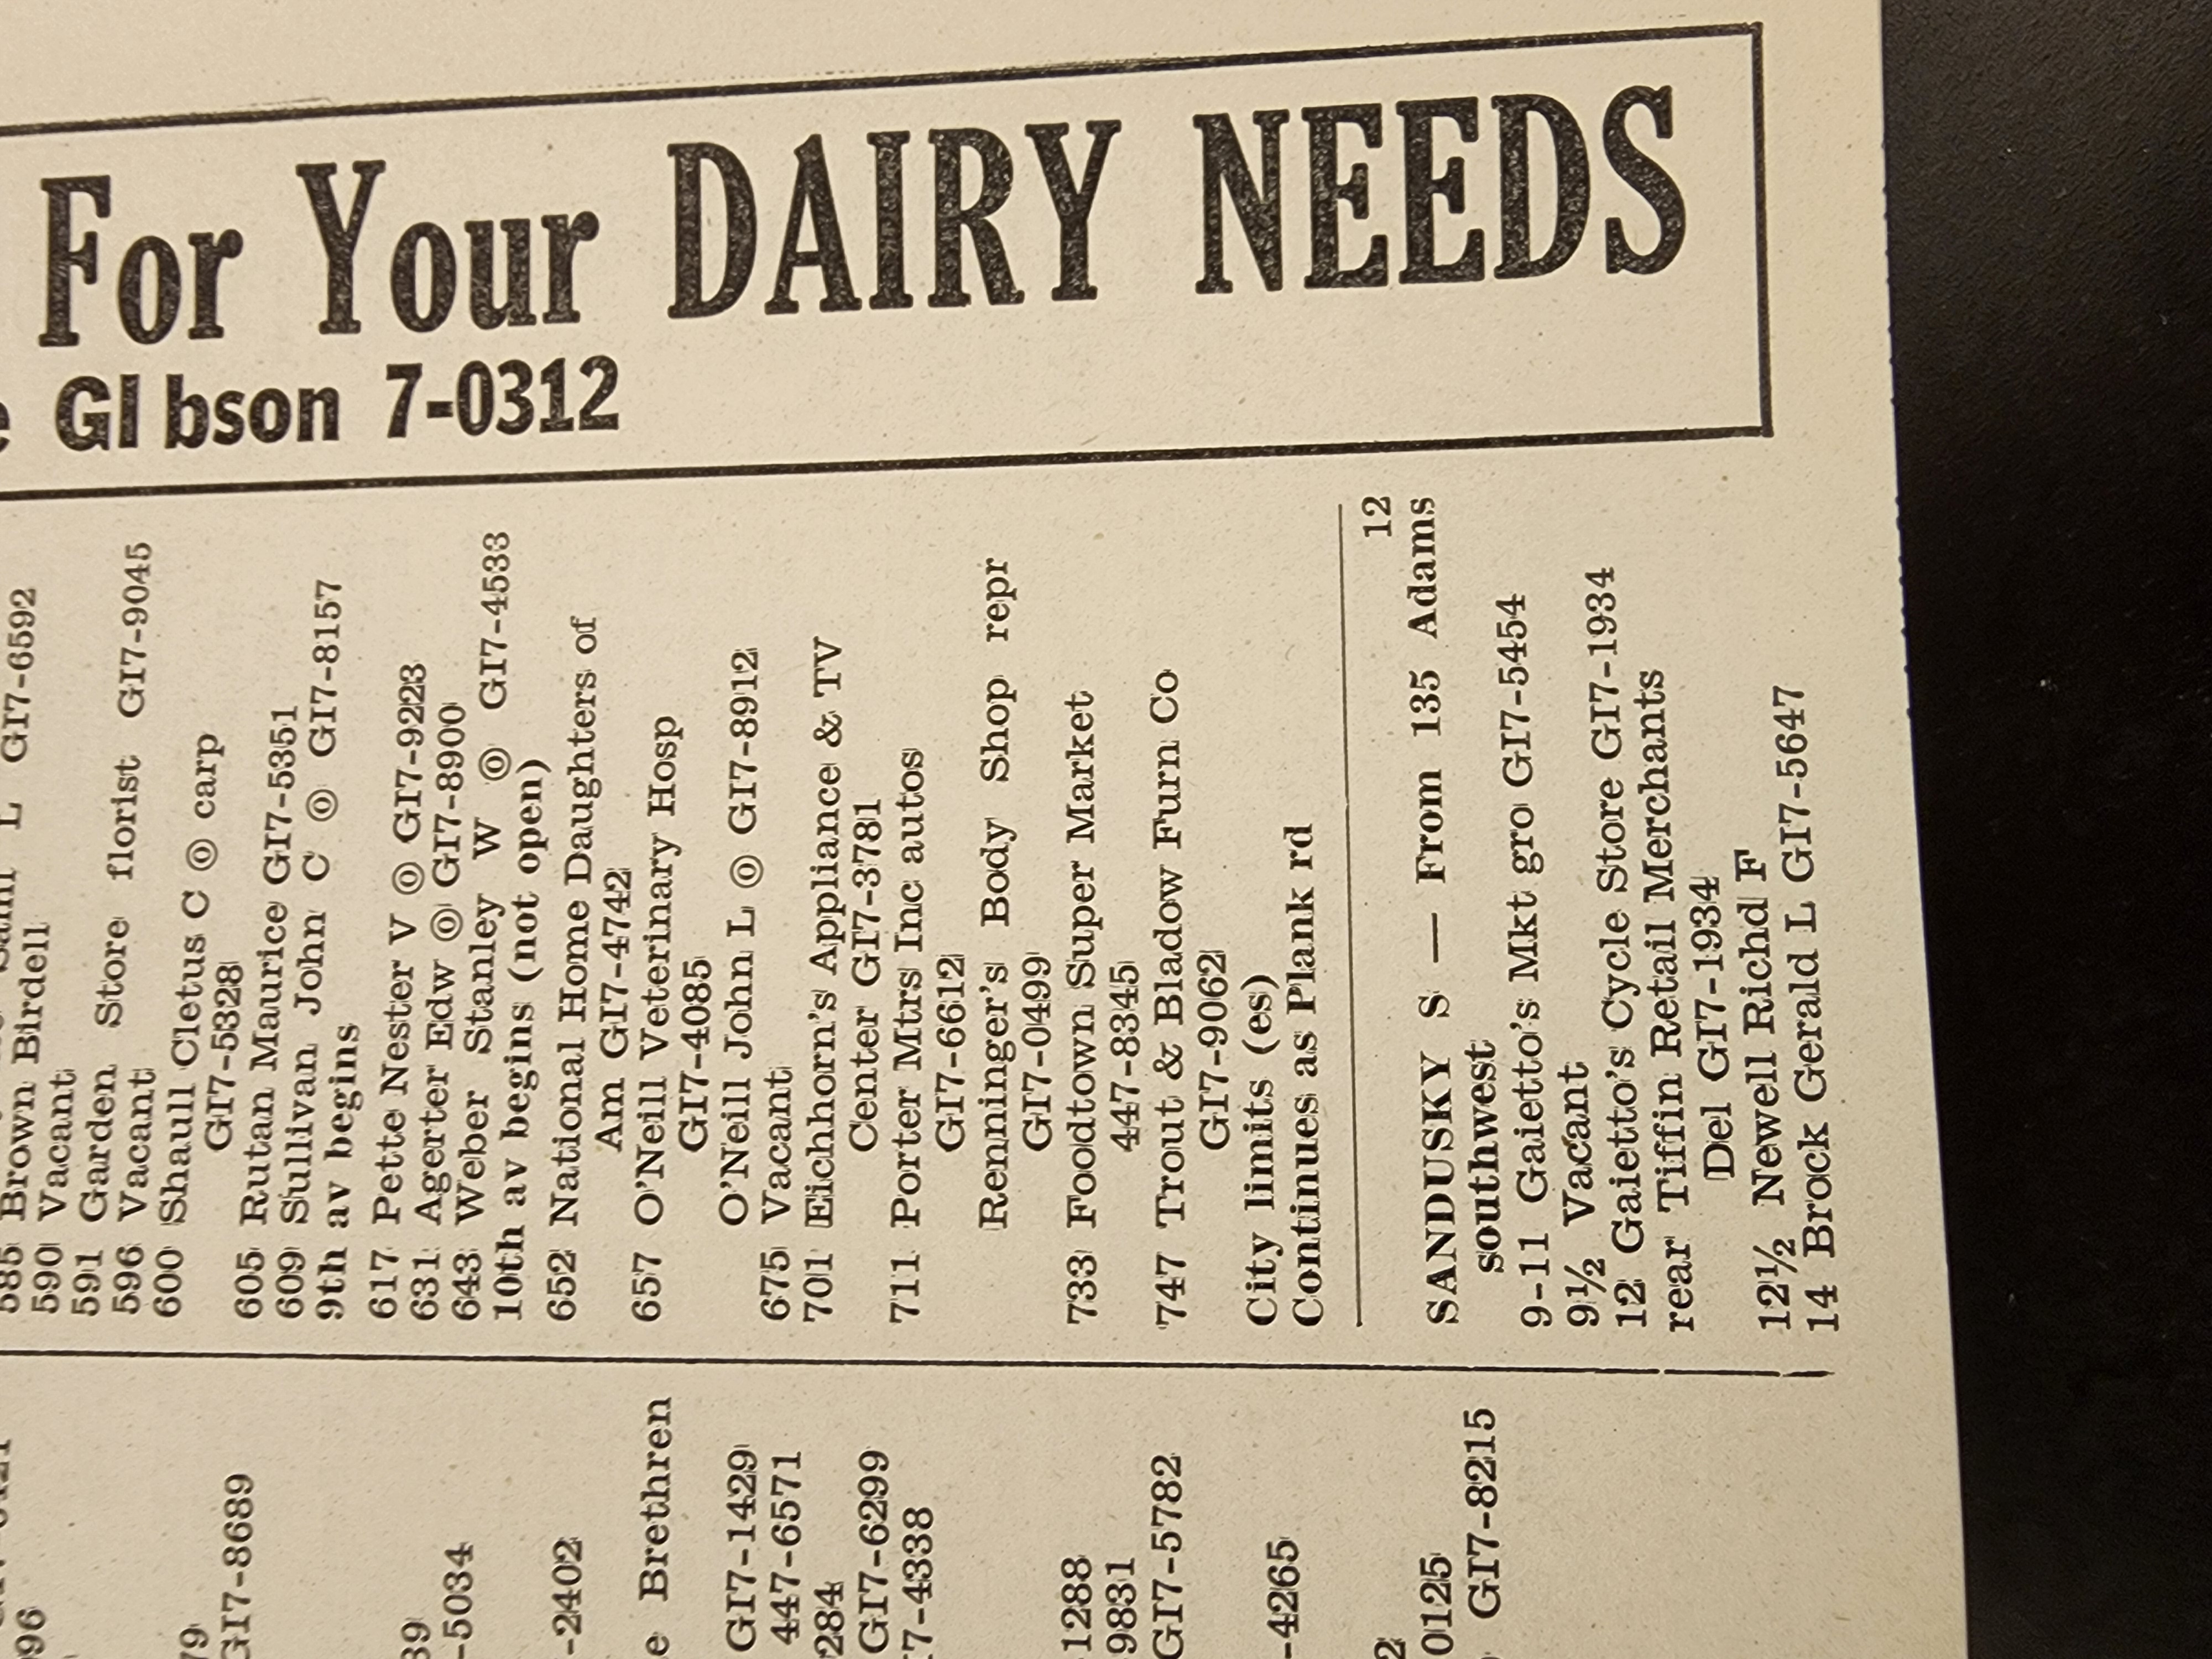 For Your DAIRY NEEDS
GIbson 7-0312
L GI7-6592
585 Brown Birdell
590 Vacant
591 Garden Store florist GI7-9045
596 Vacant
600 Shaull Cletus C ⓞ carp
GI7-5328
605 Rutan Maurice GI7-5351
609 Sullivan John C ⓞ GI7-8157
9th av begins
617 Pette Nester V ⓞ GI7-9223
631 Agerter Edw ⓞ GI7-8900
643 Weber Stanley W ⓞ GI7-4533
10th av begins (not open)
652 National Home Daughters of
Am GI7-4742
657 O'Neill Veterinary Hosp
GI7-4085
O'Neill John L ⓞ GI7-8912
675 Vacant
701 Eichhorn's Appliance & TV
Center GI7-3781
711 Porter Mtrs Inc autos
GI7-6612
Renninger's Body Shop repr
GI7-0499
733 Foodtown Super Market
447-8345
747 Trout & Bladow Furn Co
GI7-9062
City limits (es)
Continues as Plank rd
12
SANDUSKY S — From 135 Adams
southwest
9-11 Gaietto's Mkt gro GI7-5454
9½ Vacant
12 Gaietto's Cycle Store GI7-1934
rear Tiffin Retail Merchants
Del GI7-1934
12½ Newell Richd F
14 Brock Gerald L GI7-5647
GI7-8689
-5034
-2402
Brethren
GI7-1429
447-6571
284
GI7-6299
7-4338
1288
9831
GI7-5782
-4265
0125
GI7-8215